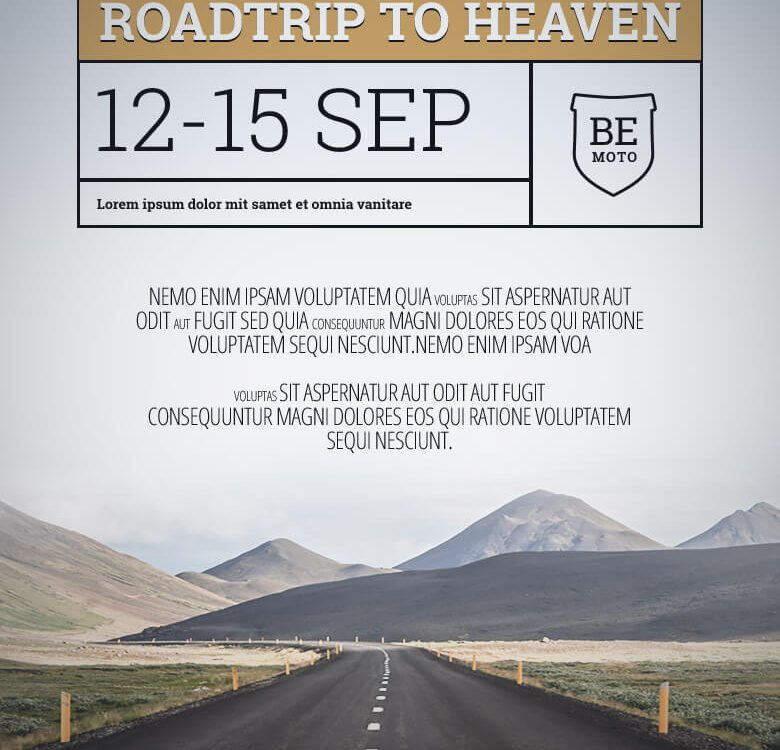 ROADTRIP TO HEAVEN
12-15 SEP
BE
MOTO
Lorem ipsum dolor mit samet et omnia vanitare
NEMO ENIM IPSAM VOLUPTATEM QUIA VOLUPTAS SIT ASPERNATUR AUT
ODIT AUT FUGIT SED QUIA CONSEQUUNTUR MAGNI DOLORES EOS QUI RATIONE
VOLUPTATEM SEQUI NESCIUNT.NEMO ENIM IPSAM VOA
VOLUPTAS SIT ASPERNATUR AUT ODIT AUT FUGIT
CONSEQUUNTUR MAGNI DOLORES EOS QUI RATIONE VOLUPTATEM
SEQUI NESCIUNT.